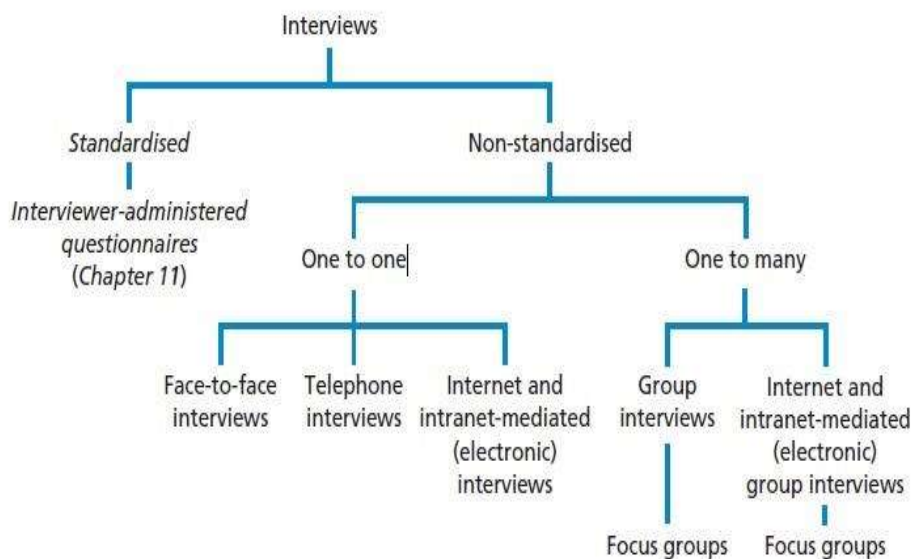 Interviews
Standardised
Non-standardised
Interviewer-administered
questionnaires
(Chapter 11)
One to one
One to many
Face-to-face
interviews
Telephone
interviews
Internet and
intranet-mediated
(electronic)
interviews
Group
interviews
Internet and
intranet-mediated
(electronic)
group interviews
Focus groups
Focus groups